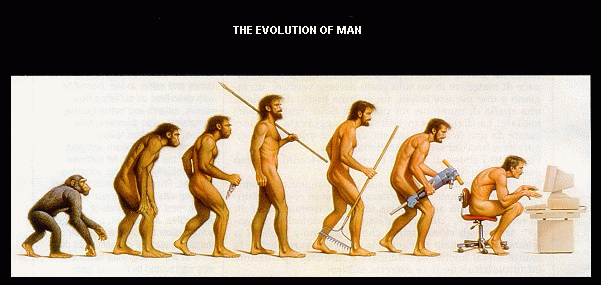 THE EVOLUTION OF MAN